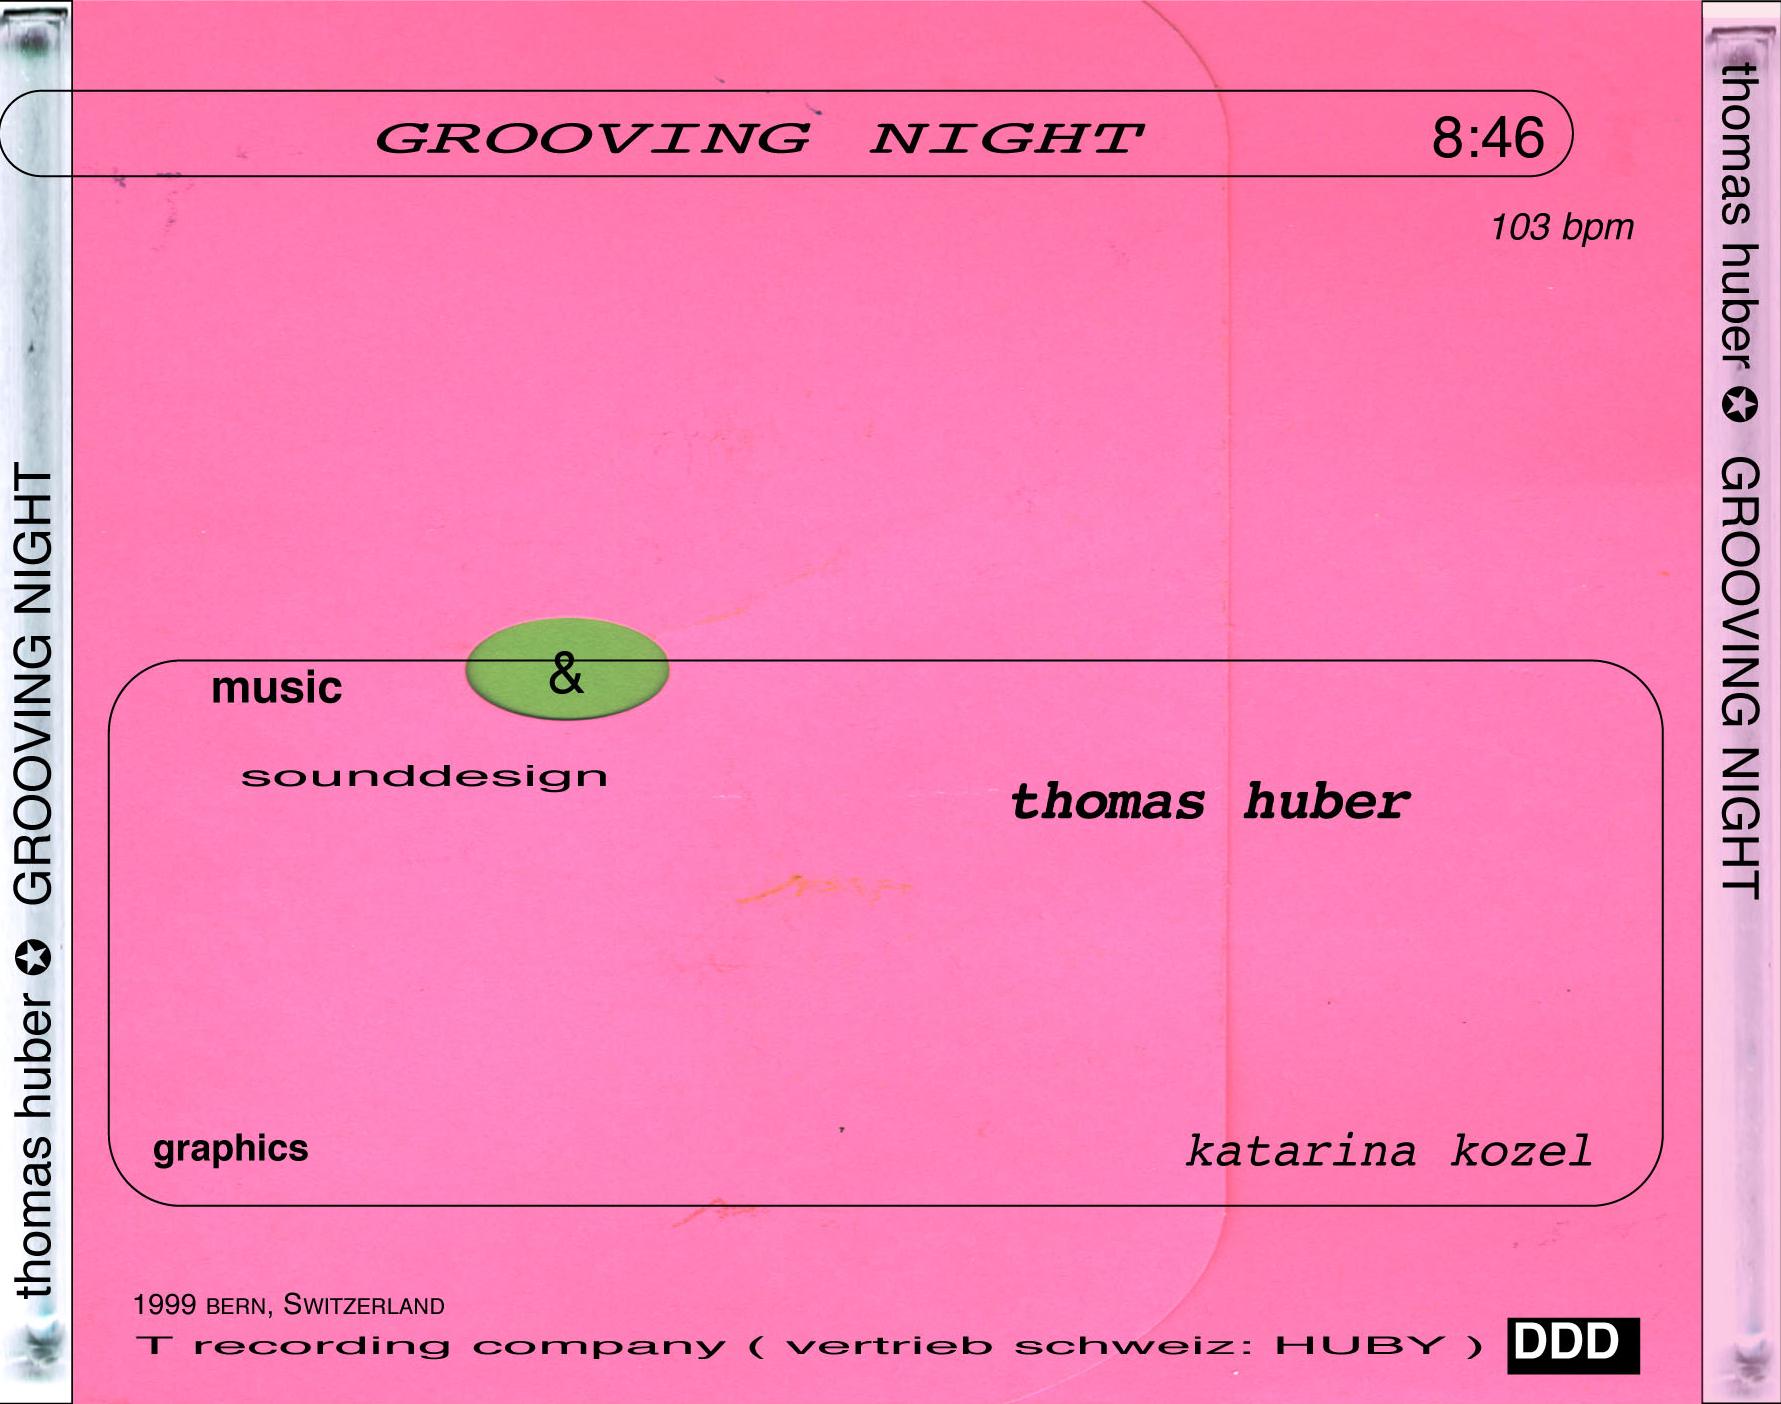 GROOVING NIGHT 8:46
103 bpm
music &
sounddesign
thomas huber
graphics katarina kozel
1999 BERN, SWITZERLAND
T recording company ( vertrieb schweiz: HUBY ) DDD
thomas huber ✪ GROOVING NIGHT
thomas huber ✪ GROOVING NIGHT